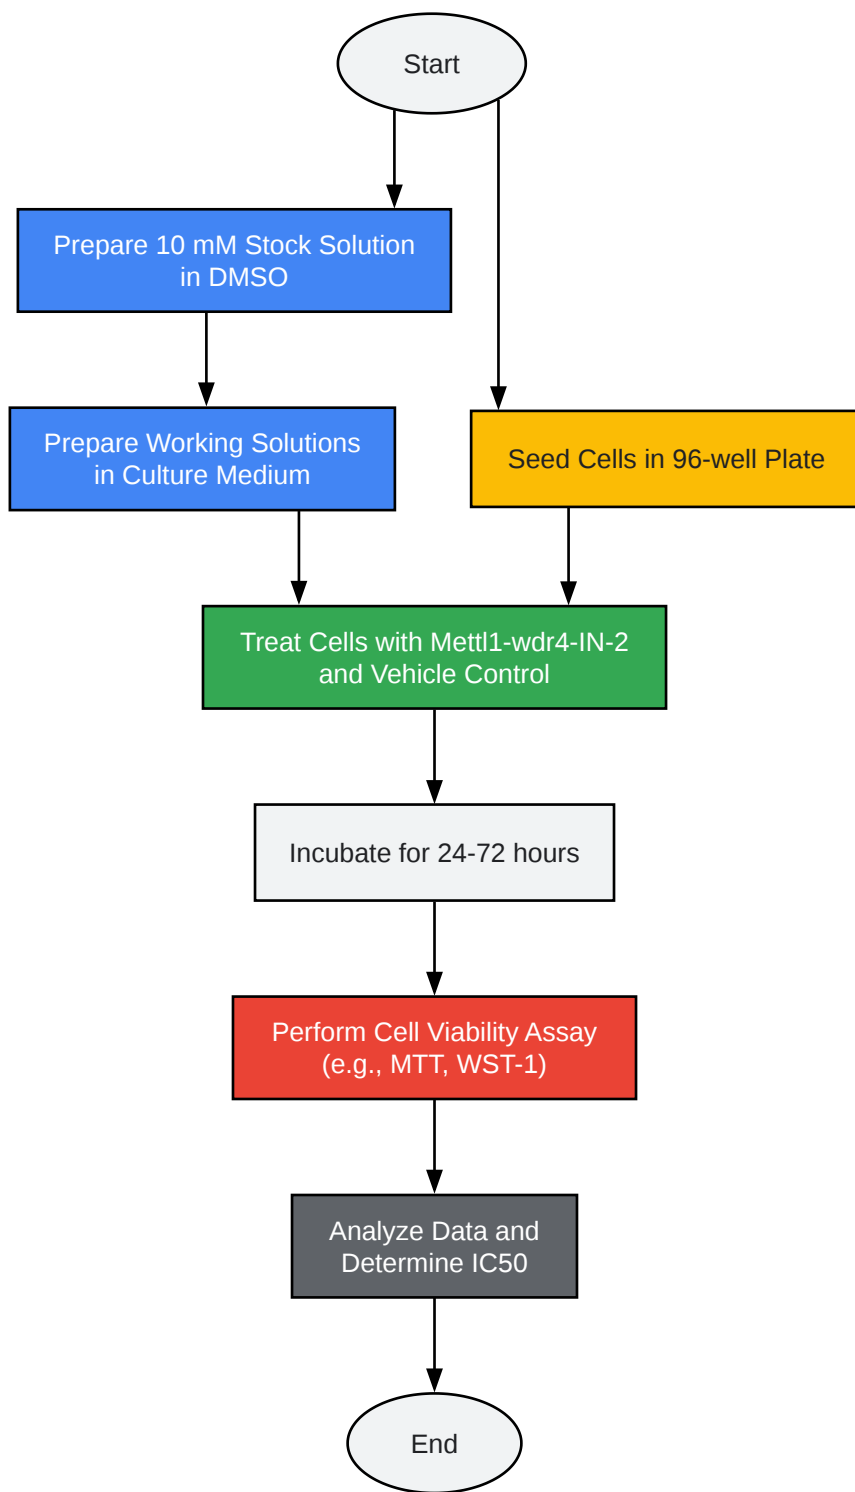 Start
Prepare 10 mM Stock Solution
in DMSO
Prepare Working Solutions
in Culture Medium
Seed Cells in 96-well Plate
Treat Cells with Mettl1-wdr4-IN-2
and Vehicle Control
Incubate for 24-72 hours
Perform Cell Viability Assay
(e.g., MTT, WST-1)
Analyze Data and
Determine IC50
End